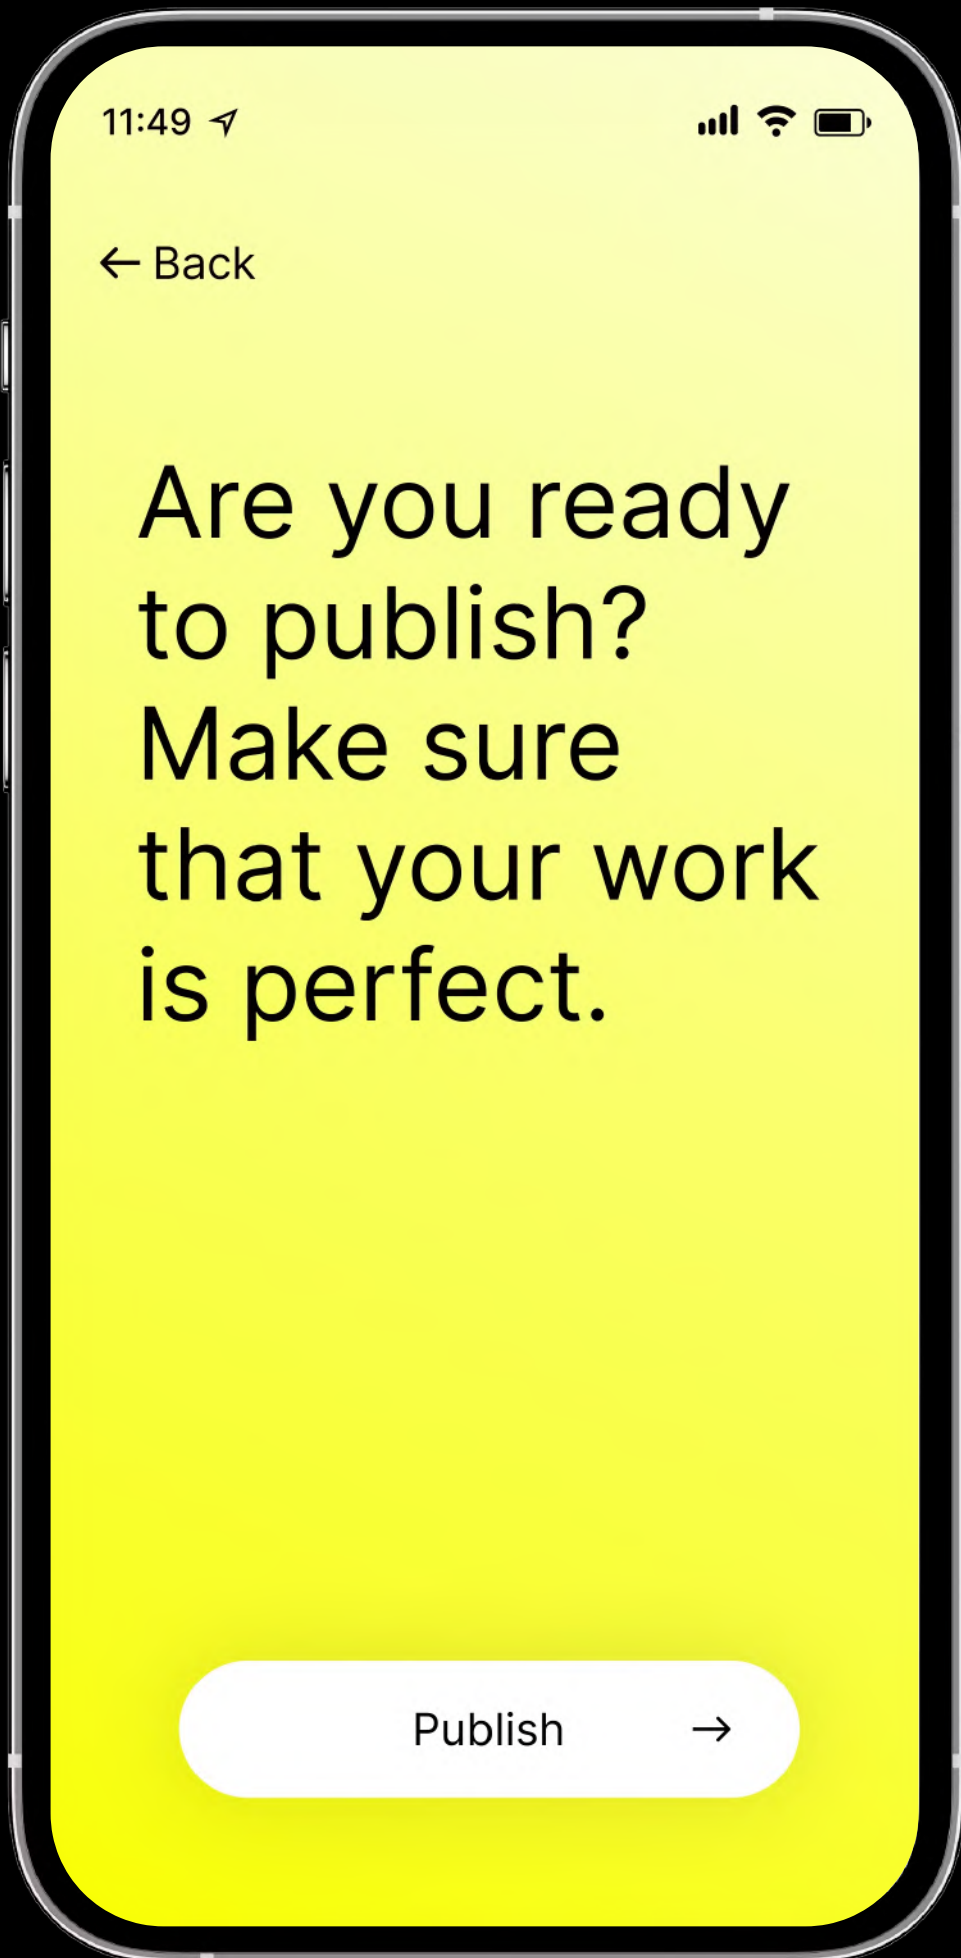 11:49
← Back
Are you ready
to publish?
Make sure
that your work
is perfect.
Publish →